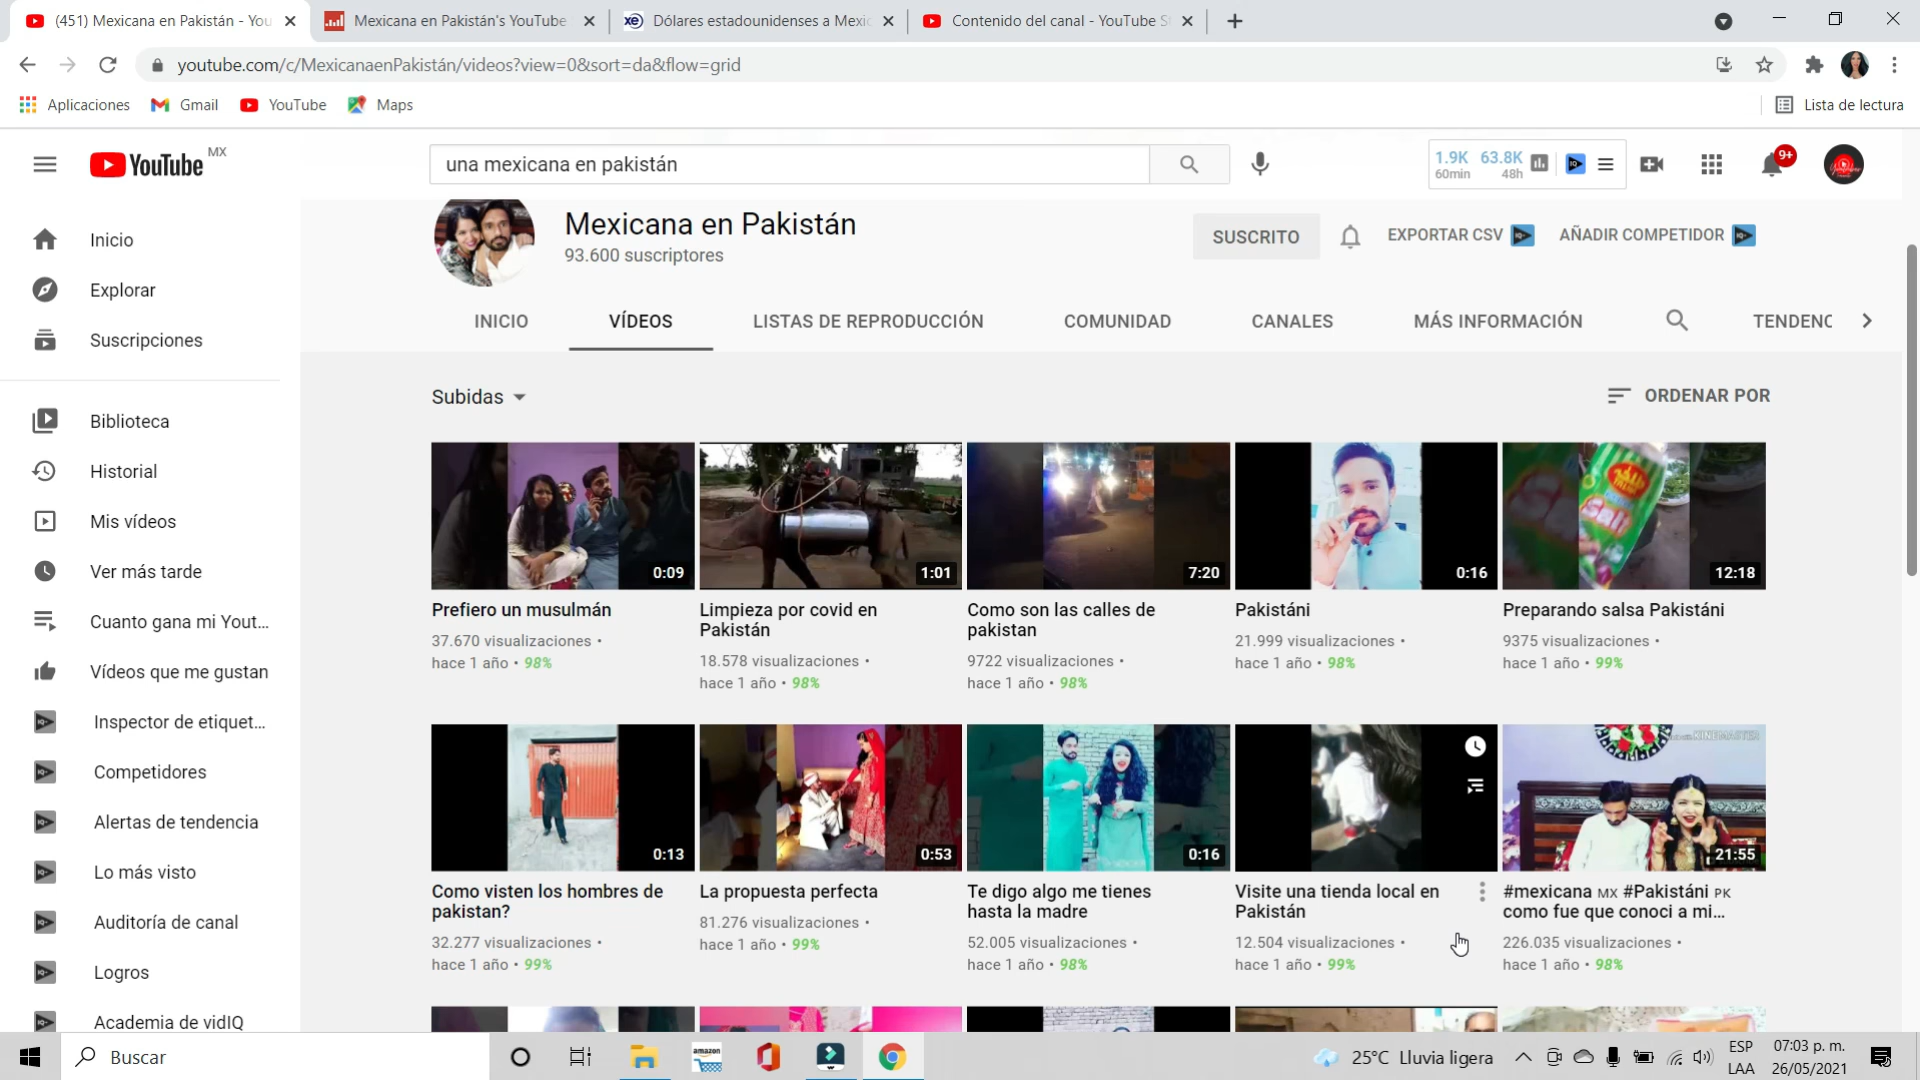 (451) Mexicana en Pakistán - You
Mexicana en Pakistán's YouTube
xe Dólares estadounidenses a Mexic
Contenido del canal - YouTube S
youtube.com/c/MexicanaenPakistán/videos?view=0&sort=da&flow=grid
Aplicaciones
Gmail
YouTube
Maps
Lista de lectura
YouTube MX
una mexicana en pakistán
1.9K 63.8K
60min 48h
9+
Inicio
Explorar
Suscripciones
Biblioteca
Historial
Mis vídeos
Ver más tarde
Cuanto gana mi Yout...
Vídeos que me gustan
Inspector de etiquet...
Competidores
Alertas de tendencia
Lo más visto
Auditoría de canal
Logros
Academia de vidIQ
Mexicana en Pakistán
93.600 suscriptores
SUSCRITO
EXPORTAR CSV
AÑADIR COMPETIDOR
INICIO
VÍDEOS
LISTAS DE REPRODUCCIÓN
COMUNIDAD
CANALES
MÁS INFORMACIÓN
TENDENC
Subidas
ORDENAR POR
0:09
Prefiero un musulmán
37.670 visualizaciones •
hace 1 año • 98%
1:01
Limpieza por covid en
Pakistán
18.578 visualizaciones •
hace 1 año • 98%
7:20
Como son las calles de
pakistan
9722 visualizaciones •
hace 1 año • 98%
0:16
Pakistáni
21.999 visualizaciones •
hace 1 año • 98%
Salt
12:18
Preparando salsa Pakistáni
9375 visualizaciones •
hace 1 año • 99%
0:13
Como visten los hombres de
pakistan?
32.277 visualizaciones •
hace 1 año • 99%
0:53
La propuesta perfecta
81.276 visualizaciones •
hace 1 año • 99%
0:16
Te digo algo me tienes
hasta la madre
52.005 visualizaciones •
hace 1 año • 98%
Visite una tienda local en
Pakistán
12.504 visualizaciones •
hace 1 año • 99%
KINEMASTER
21:55
#mexicana MX #Pakistáni PK
como fue que conoci a mi...
226.035 visualizaciones •
hace 1 año • 98%
Buscar
amazon
25°C Lluvia ligera
ESP
LAA
07:03 p. m.
26/05/2021